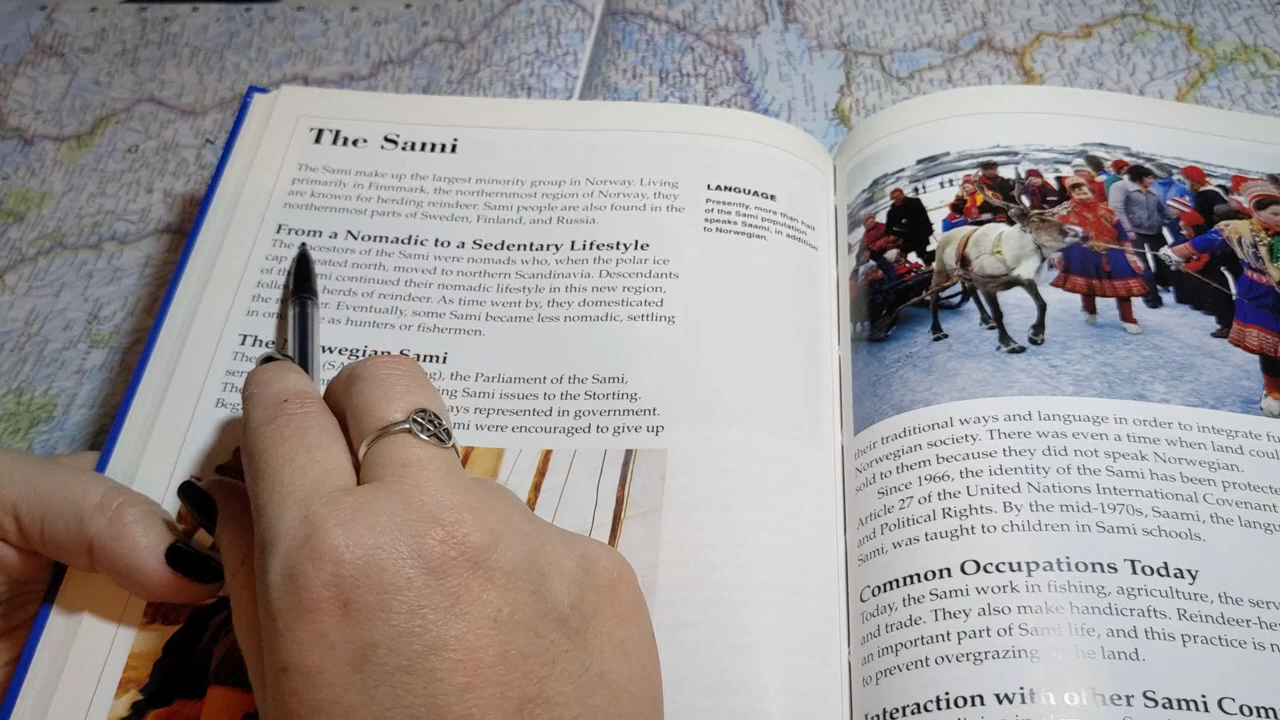 The Sami
The Sami make up the largest minority group in Norway. Living
primarily in Finnmark, the northernmost region of Norway, they
are known for herding reindeer. Sami people are also found in the
northernmost parts of Sweden, Finland, and Russia.
From a Nomadic to a Sedentary Lifestyle
The ancestors of the Sami were nomads who, when the polar ice
cap north, moved to northern Scandinavia. Descendants
of the Sami continued their nomadic lifestyle in this new region,
herds of reindeer. As time went by, they domesticated
the Eventually, some Sami became less nomadic, settling
in one as hunters or fishermen.
The Norwegian Sami
The the Parliament of the Sami,
Sami issues to the Storting.
represented in government.
were encouraged to give up
LANGUAGE
Presently, more than half
of the Sami population
speaks Saami, in addition
to Norwegian.
their traditional ways and language in order to integrate
Norwegian society. There was even a time when land
sold to them because they did not speak Norwegian.
Since 1966, the identity of the Sami has been
Article 27 of the United Nations International Covenant
and Political Rights. By the mid-1970s, Saami, the
Sami, was taught to children in Sami schools.
Common Occupations Today
Today, the Sami work in fishing, agriculture, the
and trade. They also make handicrafts.
an important part of Sami life, and this practice is
to prevent overgrazing the land.
Interaction with other Sami